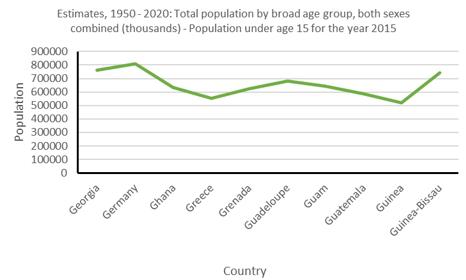 Estimates, 1950 - 2020: Total population by broad age group, both sexes
combined (thousands) - Population under age 15 for the year 2015
900000
800000
700000
600000
500000
400000
300000
200000
100000
0
Population
Georgia
Germany
Ghana
Greece
Grenada
Guadeloupe
Guam
Guatemala
Guinea
Guinea-Bissau
Country